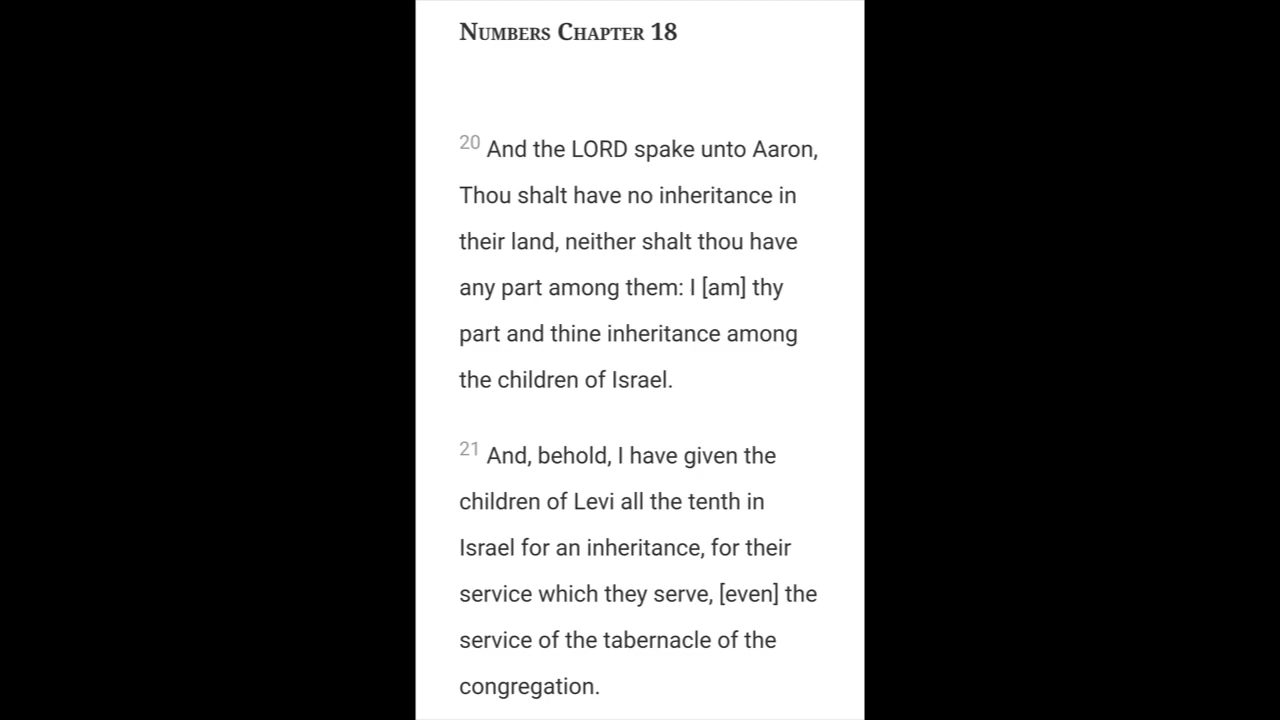 Numbers Chapter 18
20 And the LORD spake unto Aaron,
Thou shalt have no inheritance in
their land, neither shalt thou have
any part among them: I [am] thy
part and thine inheritance among
the children of Israel.
21 And, behold, I have given the
children of Levi all the tenth in
Israel for an inheritance, for their
service which they serve, [even] the
service of the tabernacle of the
congregation.